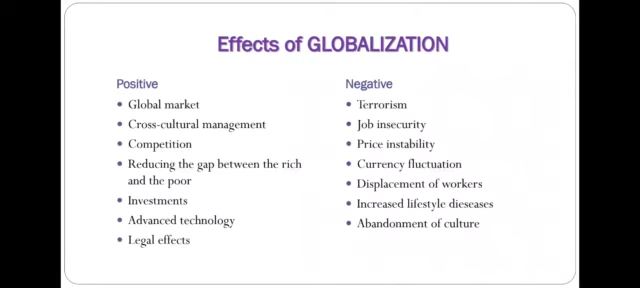 Effects of GLOBALIZATION
Positive
• Global market
• Cross-cultural management
• Competition
• Reducing the gap between the rich
and the poor
• Investments
• Advanced technology
• Legal effects
Negative
• Terrorism
• Job insecurity
• Price instability
• Currency fluctuation
• Displacement of workers
• Increased lifestyle dieseases
• Abandonment of culture